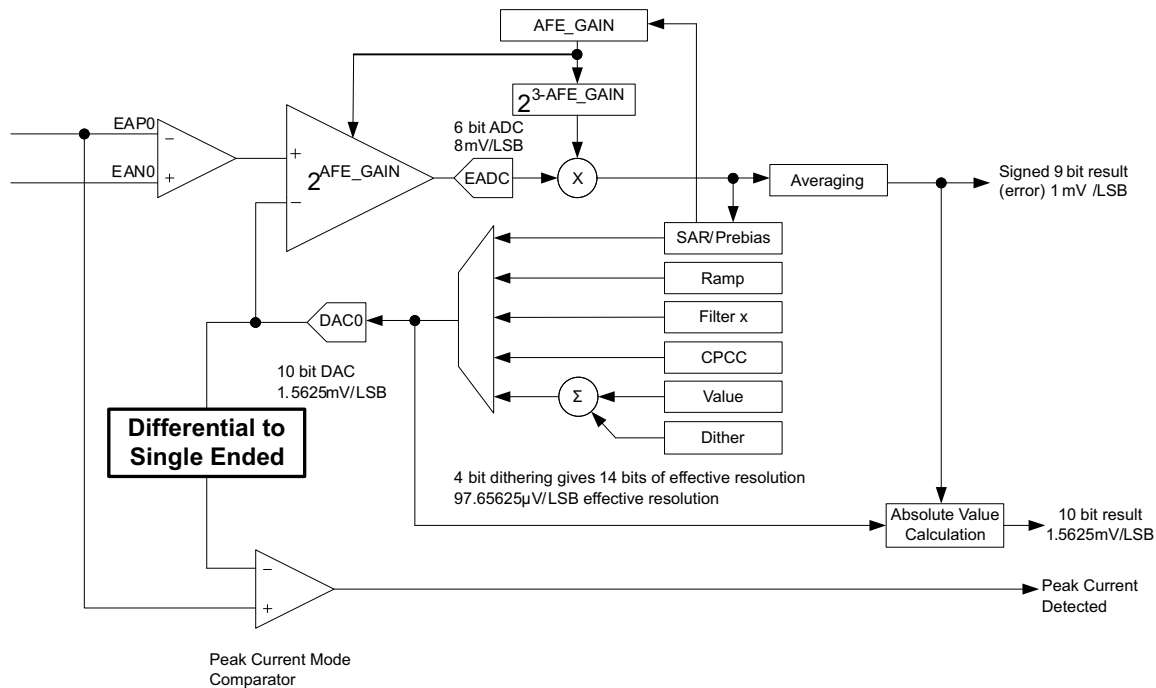 AFE_GAIN
2^3-AFE_GAIN
EAP0
−
EAN0
+
6 bit ADC
8mV/LSB
+
2^AFE_GAIN
−
EADC
X
Averaging
Signed 9 bit result
(error) 1 mV /LSB
SAR/Prebias
Ramp
Filter x
CPCC
Value
Dither
Σ
DAC0
10 bit DAC
1.5625mV/LSB
Differential to
Single Ended
4 bit dithering gives 14 bits of effective resolution
97.65625μV/LSB effective resolution
Absolute Value
Calculation
10 bit result
1.5625mV/LSB
−
+
Peak Current
Detected
Peak Current Mode
Comparator